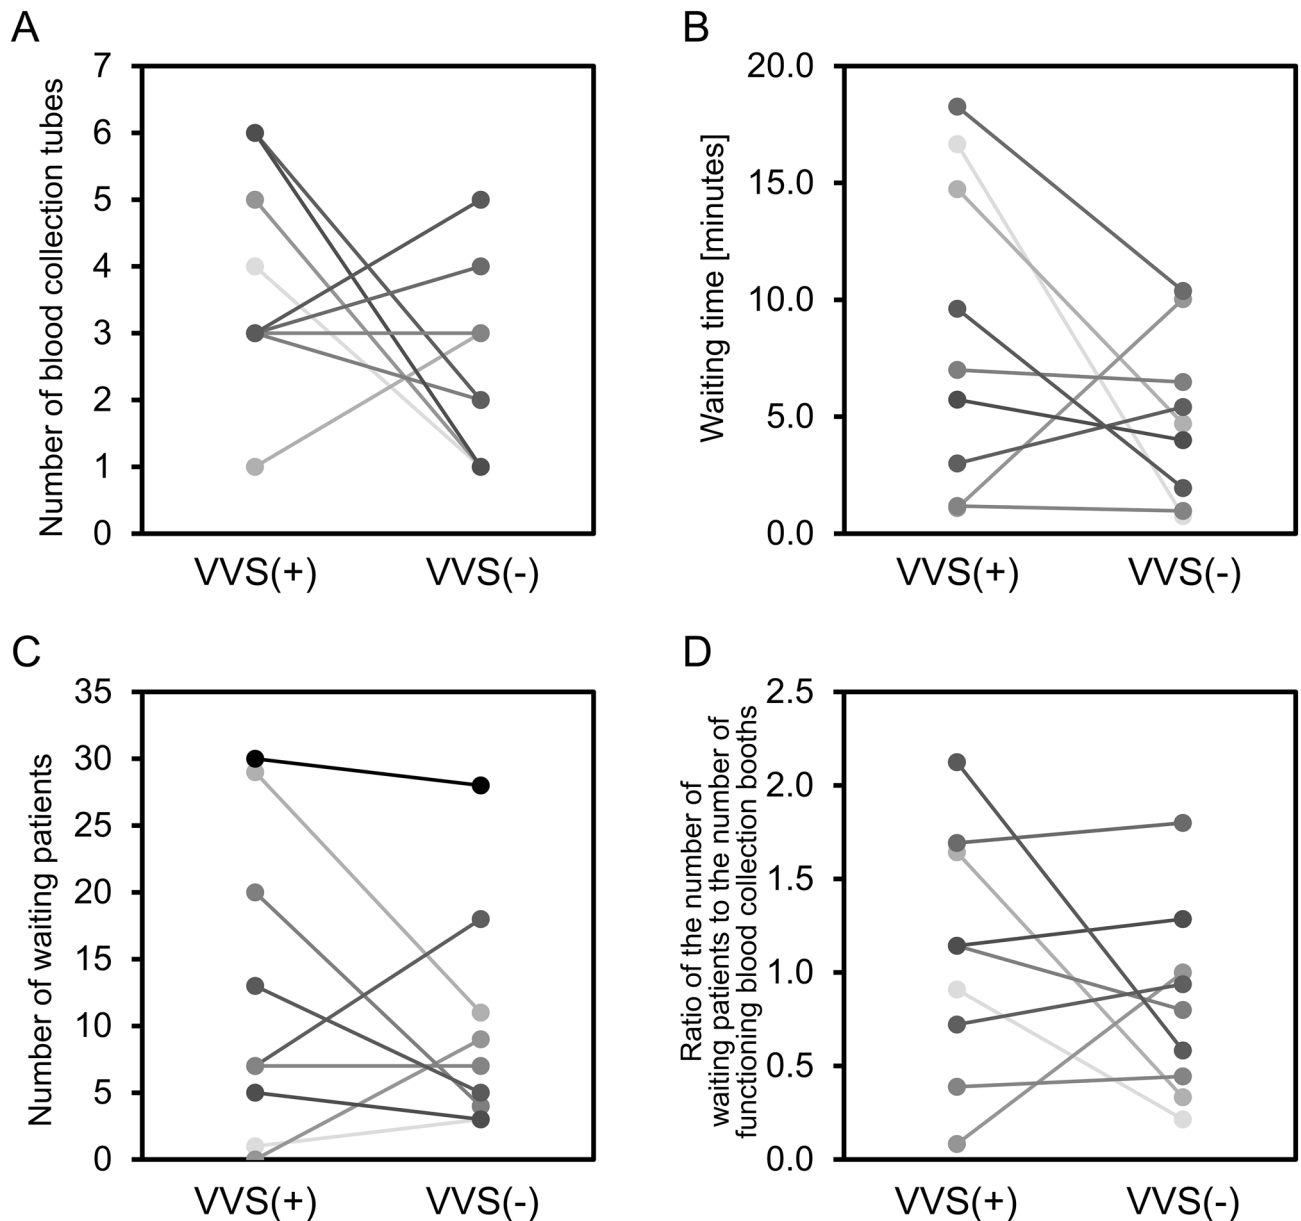 A
Number of blood collection tubes
7
6
5
4
3
2
1
0
VVS(+) VVS(-)
B
Waiting time [minutes]
20.0
15.0
10.0
5.0
0.0
VVS(+) VVS(-)
C
Number of waiting patients
35
30
25
20
15
10
5
0
VVS(+) VVS(-)
D
Ratio of the number of
waiting patients to the number of
functioning blood collection booths
2.5
2.0
1.5
1.0
0.5
0.0
VVS(+) VVS(-)